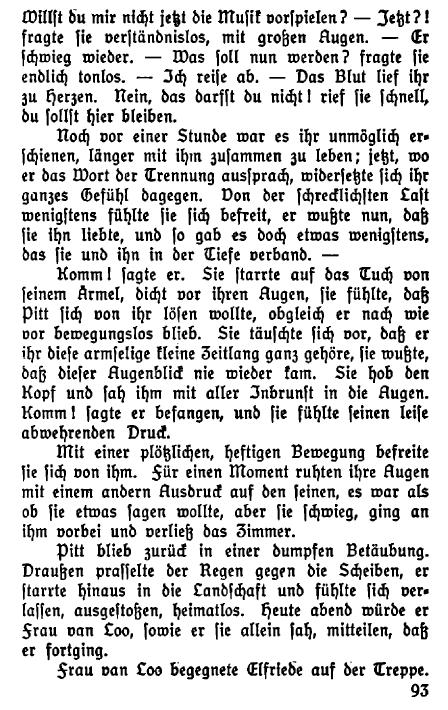 Willst du mir nicht jetzt die Musik vorspielen? — Jetzt?!
fragte sie verständnislos, mit großen Augen. — Er
schwieg wieder. — Was soll nun werden? fragte sie
endlich tonlos. — Ich reise ab. — Das Blut lief ihr
zu Herzen. Nein, das darfst du nicht! rief sie schnell,
du sollst hier bleiben.
Noch vor einer Stunde war es ihr unmöglich er-
schienen, länger mit ihm zusammen zu leben; jetzt, wo
er das Wort der Trennung aussprach, widersetzte sich ihr
ganzes Gefühl dagegen. Von der schrecklichsten Last
wenigstens fühlte sie sich befreit, er wußte nun, daß
sie ihn liebte, und so gab es doch etwas wenigstens,
das sie und ihn in der Tiefe verband. —
Komm! sagte er. Sie starrte auf das Tuch von
seinem Ärmel, dicht vor ihren Augen, sie fühlte, daß
Pitt sich von ihr lösen wollte, obgleich er nach wie
vor bewegungslos blieb. Sie täuschte sich vor, daß er
ihr diese armselige kleine Zeitlang ganz gehöre, sie wußte,
daß dieser Augenblick nie wieder kam. Sie hob den
Kopf und sah ihm mit aller Inbrunst in die Augen.
Komm! sagte er befangen, und sie fühlte seinen leise
abwehrenden Druck.
Mit einer plötzlichen, heftigen Bewegung befreite
sie sich von ihm. Für einen Moment ruhten ihre Augen
mit einem andern Ausdruck auf den seinen, es war als
ob sie etwas sagen wollte, aber sie schwieg, ging an
ihm vorbei und verließ das Zimmer.
Pitt blieb zurück in einer dumpfen Betäubung.
Draußen prasselte der Regen gegen die Scheiben, er
starrte hinaus in die Landschaft und fühlte sich ver-
lassen, ausgestoßen, heimatlos. Heute abend würde er
Frau van Loo, sowie er sie allein sah, mitteilen, daß
er fortging.
Frau van Loo begegnete Elfriede auf der Treppe.
93